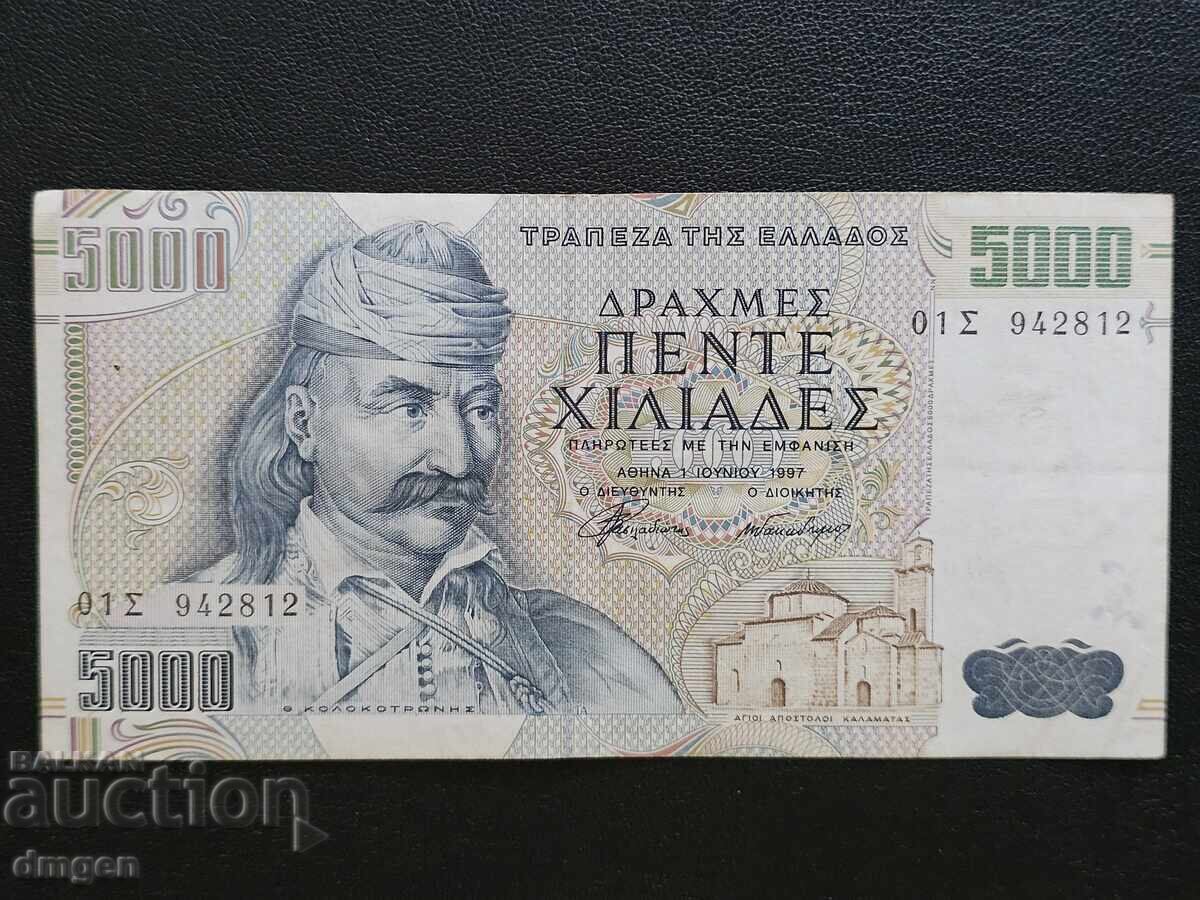 5000
ΤΡΑΠΕΖΑ ΤΗΣ ΕΛΛΑΔΟΣ
5000
ΔΡΑΧΜΕΣ
ΠΕΝΤΕ
ΧΙΛΙΑΔΕΣ
01Σ 942812
ΠΛΗΡΩΤΕΕΣ ΜΕ ΤΗΝ ΕΜΦΑΝΙΣΗ
ΑΘΗΝΑ 1 ΙΟΥΝΙΟΥ 1997
Ο ΔΙΕΥΘΥΝΤΗΣ Ο ΔΙΟΙΚΗΤΗΣ
01Σ 942812
5000
Θ ΚΟΛΟΚΟΤΡΩΝΗΣ
ΑΓΙΟΙ ΑΠΟΣΤΟΛΟΙ ΚΑΛΑΜΑΤΑΣ
BALKAN
auction
dmgen